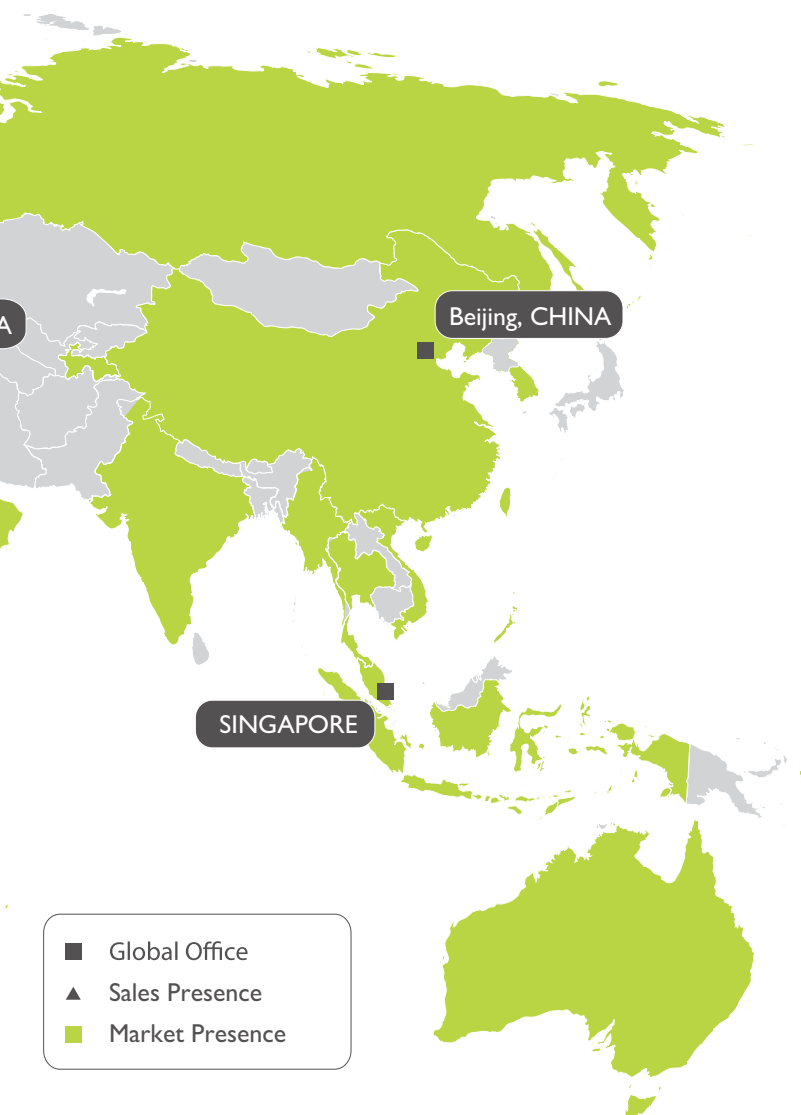 A
Beijing, CHINA
SINGAPORE
Global Office
Sales Presence
Market Presence